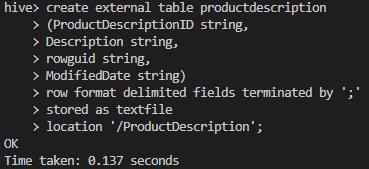 hive> create external table productdescription
    > (ProductDescriptionID string,
    > Description string,
    > rowguid string,
    > ModifiedDate string)
    > row format delimited fields terminated by ';'
    > stored as textfile
    > location '/ProductDescription';
OK
Time taken: 0.137 seconds